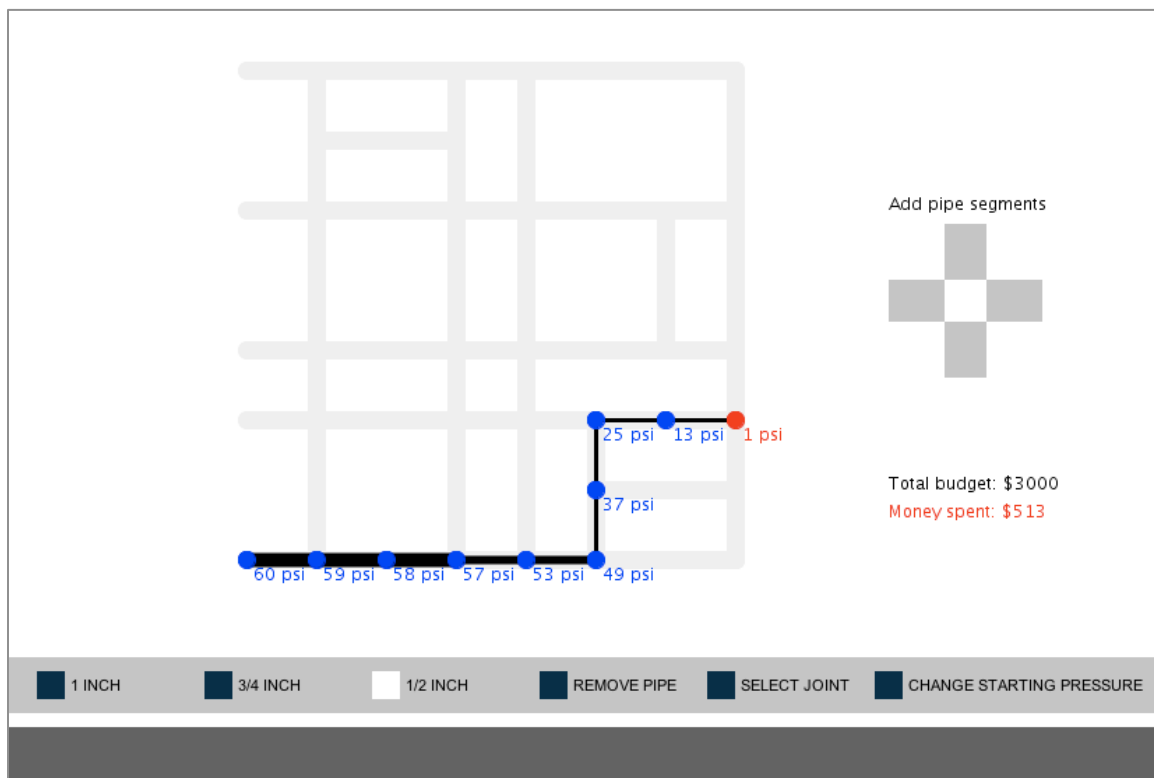 Add pipe segments
25 psi 13 psi 1 psi
Total budget: $3000
37 psi
Money spent: $513
60 psi 59 psi 58 psi 57 psi 53 psi 49 psi
1 INCH 3/4 INCH 1/2 INCH REMOVE PIPE SELECT JOINT CHANGE STARTING PRESSURE